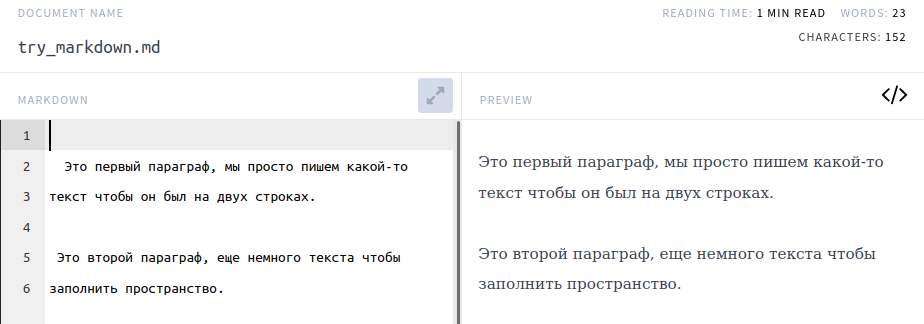 DOCUMENT NAME
READING TIME: 1 MIN READ WORDS: 23
CHARACTERS: 152
try_markdown.md
MARKDOWN
PREVIEW
</>
1
2 Это первый параграф, мы просто пишем какой-то
3 текст чтобы он был на двух строках.
4
5 Это второй параграф, еще немного текста чтобы
6 заполнить пространство.
Это первый параграф, мы просто пишем какой-то
текст чтобы он был на двух строках.
Это второй параграф, еще немного текста чтобы
заполнить пространство.